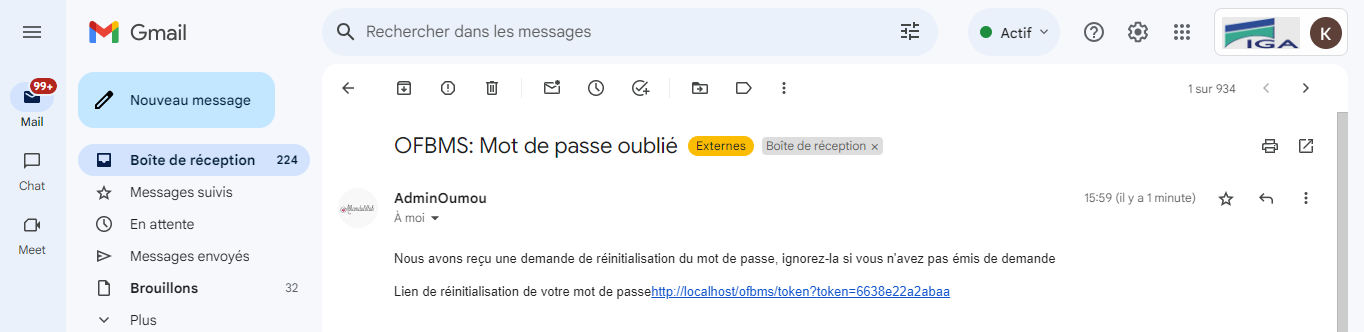 Gmail
Rechercher dans les messages
Actif
IGA
K
99+
Mail
Chat
Meet
Nouveau message
Boîte de réception 224
Messages suivis
En attente
Messages envoyés
Brouillons 32
Plus
1 sur 934
OFBMS: Mot de passe oublié Externes Boîte de réception ×
AdminOumou 15:59 (il y a 1 minute)
À moi
Nous avons reçu une demande de réinitialisation du mot de passe, ignorez-la si vous n'avez pas émis de demande
Lien de réinitialisation de votre mot de passehttp://localhost/ofbms/token?token=6638e22a2abaa